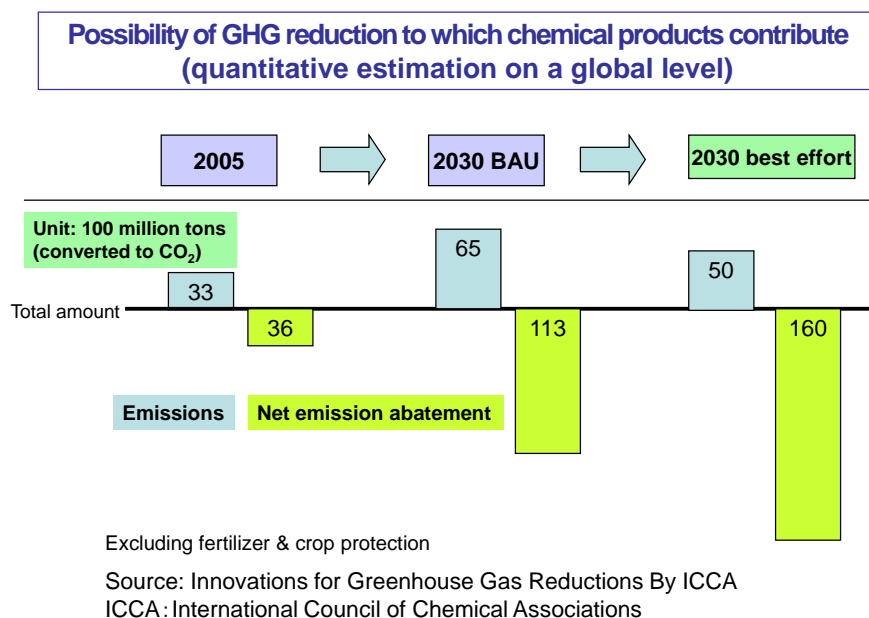 Possibility of GHG reduction to which chemical products contribute
(quantitative estimation on a global level)
2005
2030 BAU
2030 best effort
Unit: 100 million tons
(converted to CO₂)
65
50
33
Total amount
36
113
160
Emissions
Net emission abatement
Excluding fertilizer & crop protection
Source: Innovations for Greenhouse Gas Reductions By ICCA
ICCA：International Council of Chemical Associations